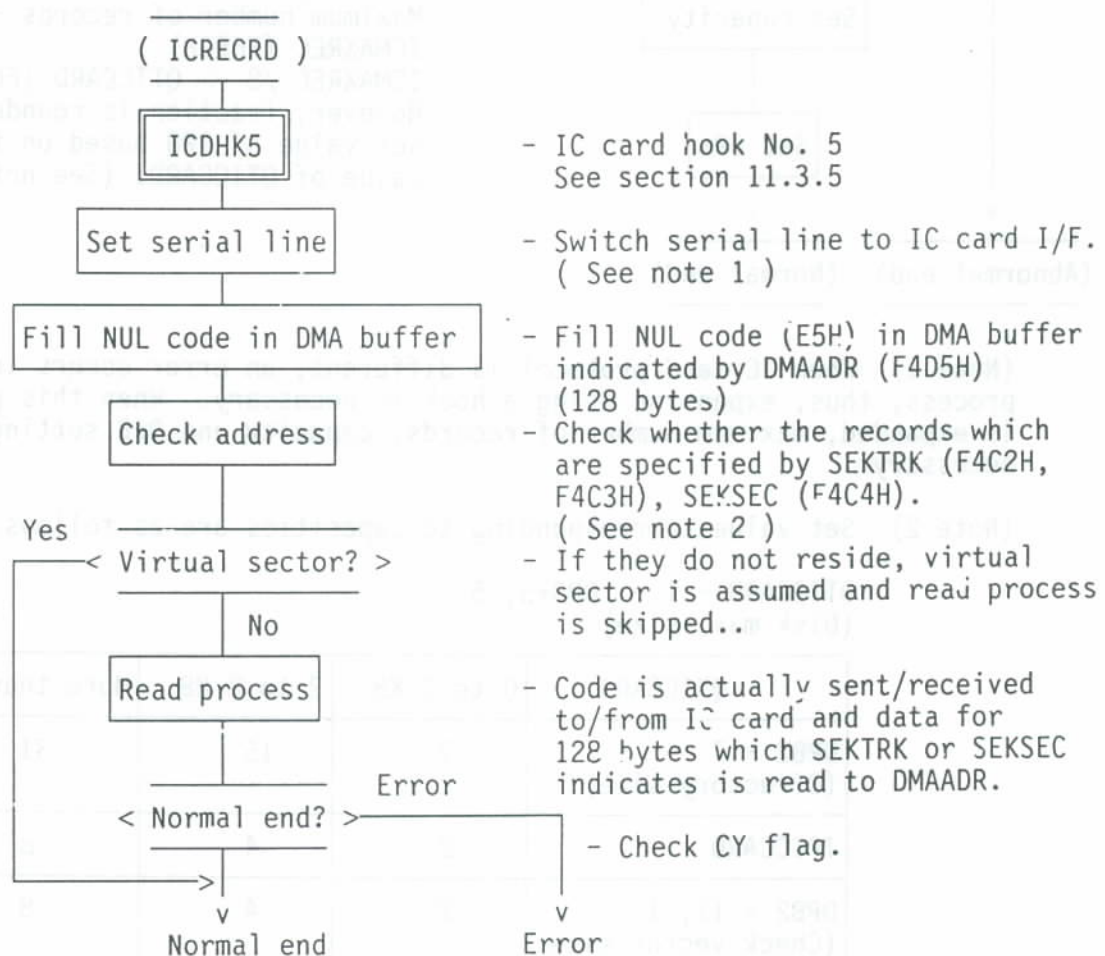 ( ICRECRD )
ICDHK5
- IC card hook No. 5
See section 11.3.5
Set serial line
- Switch serial line to IC card I/F.
( See note 1 )
Fill NUL code in DMA buffer
- Fill NUL code (E5H) in DMA buffer
indicated by DMAADR (F4D5H)
(128 bytes)
Check address
- Check whether the records which
are specified by SEKTRK (F4C2H,
F4C3H), SEKSEC (F4C4H).
( See note 2 )
Yes
< Virtual sector? >
- If they do not reside, virtual
sector is assumed and read process
is skipped..
No
Read process
- Code is actually sent/received
to/from IC card and data for
128 bytes which SEKTRK or SEKSEC
indicates is read to DMAADR.
Error
< Normal end? >
- Check CY flag.
>
v
v
Normal end
Error